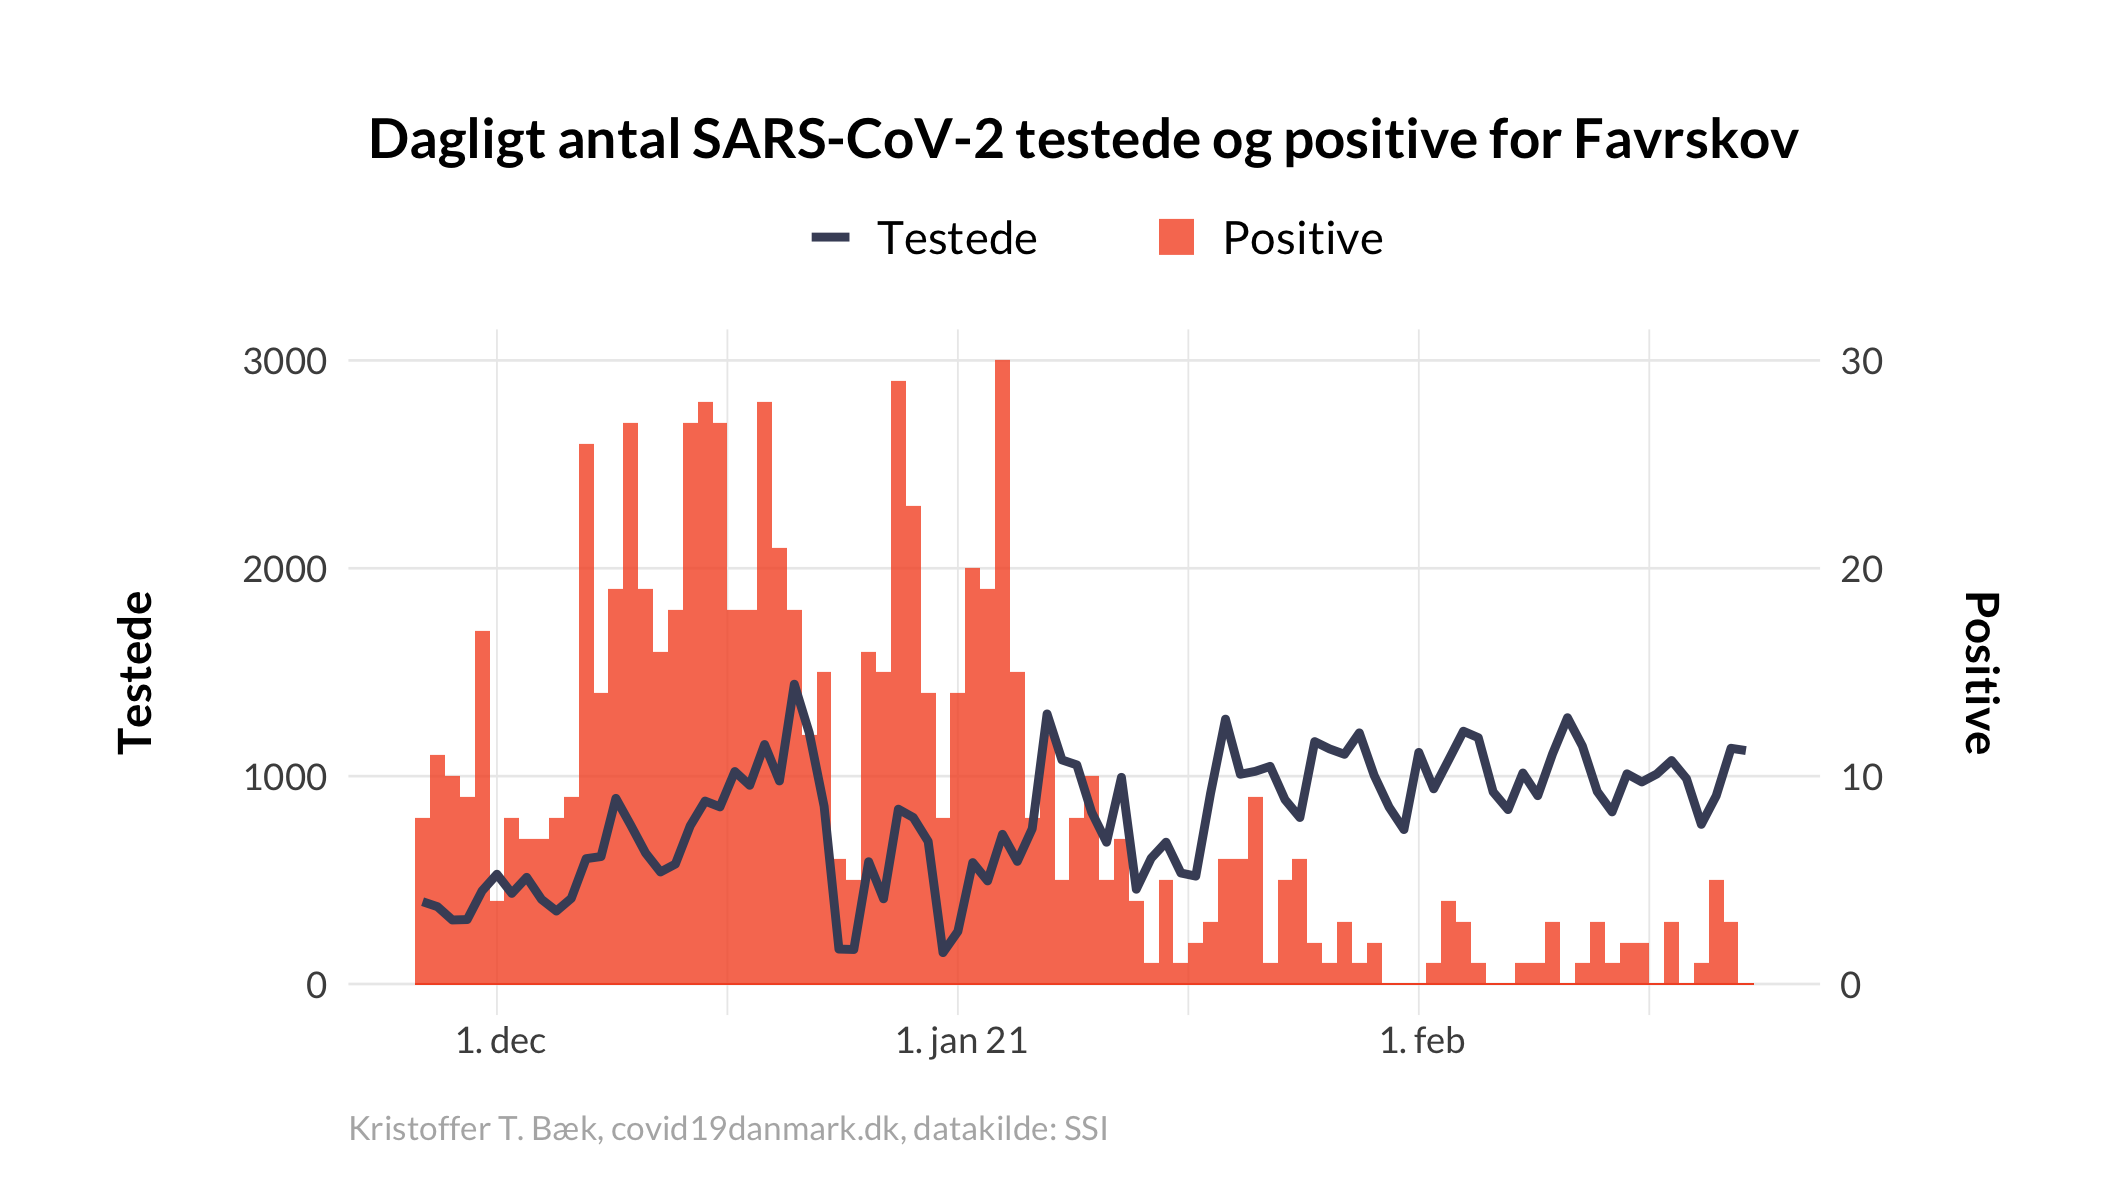 Dagligt antal SARS-CoV-2 testede og positive for Favrskov
Testede Positive
3000 30
2000 20
1000 10
0 0
Testede
Positive
1. dec 1. jan 21 1. feb
Kristoffer T. Bæk, covid19danmark.dk, datakilde: SSI